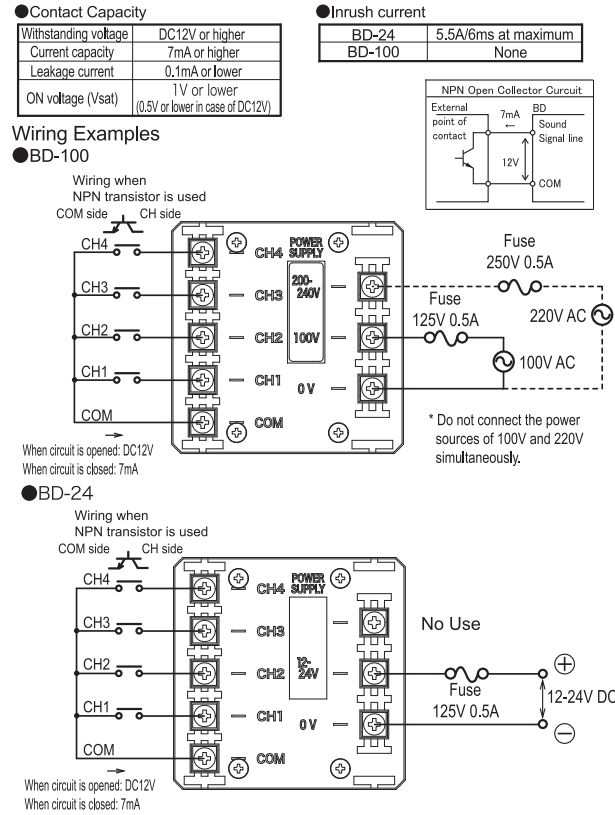 ●Contact Capacity
Withstanding voltage DC12V or higher
Current capacity 7mA or higher
Leakage current 0.1mA or lower
ON voltage (Vsat) 1V or lower
(0.5V or lower in case of DC12V)
●Inrush current
BD-24 5.5A/6ms at maximum
BD-100 None
NPN Open Collector Curcuit
External point of contact
7mA
←
BD
Sound Signal line
12V
COM
Wiring Examples
●BD-100
Wiring when
NPN transistor is used
COM side CH side
CH4
CH3
CH2
CH1
COM
→
When circuit is opened: DC12V
When circuit is closed: 7mA
CH4
CH3
CH2
CH1
COM
POWER
SUPPLY
200-
240V
100V
0 V
Fuse
250V 0.5A
Fuse
125V 0.5A
220V AC
100V AC
* Do not connect the power
sources of 100V and 220V
simultaneously.
●BD-24
Wiring when
NPN transistor is used
COM side CH side
CH4
CH3
CH2
CH1
COM
→
When circuit is opened: DC12V
When circuit is closed: 7mA
CH4
CH3
CH2
CH1
COM
POWER
SUPPLY
12-
24V
0 V
No Use
Fuse
125V 0.5A
+
12-24V DC
−